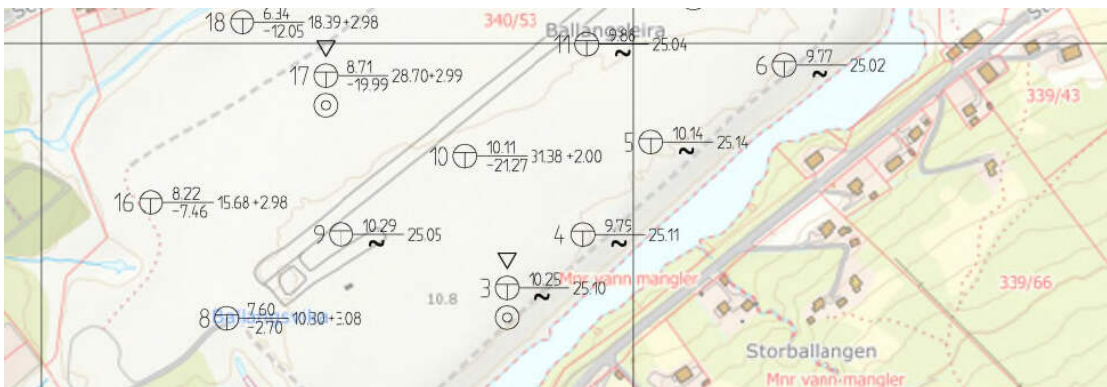 18 6.34 18.39+2.98
−12.05
340/53
Ballangsleira
11 9.86 25.04
~
17 8.71 28.70+2.99
−19.99
6 9.77 25.02
~
339/43
5 10.14 25.14
~
10 10.11 31.38+2.00
−21.27
16 8.22 15.68+2.98
−7.46
9 10.29 25.05
~
4 9.75 25.11
~
Mnr vann mangler
3 10.25 25.10
~
10.8
339/66
8 7.60 10.30+3.08
−2.70
Storballangen
Mnr vann mangler